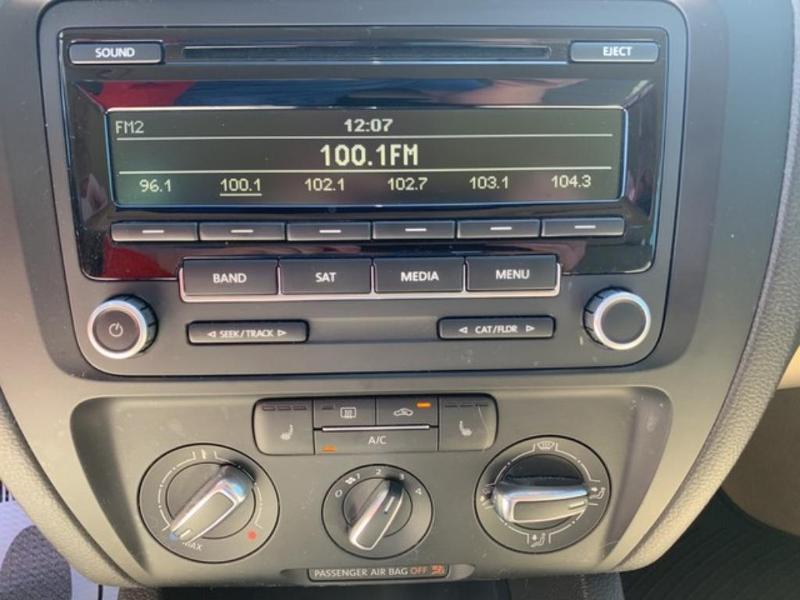 SOUND EJECT
FM2 12:07
100.1FM
96.1 100.1 102.1 102.7 103.1 104.3
BAND SAT MEDIA MENU
SEEK/TRACK CAT/FLDR
A/C
2
MAX
PASSENGER AIR BAG OFF